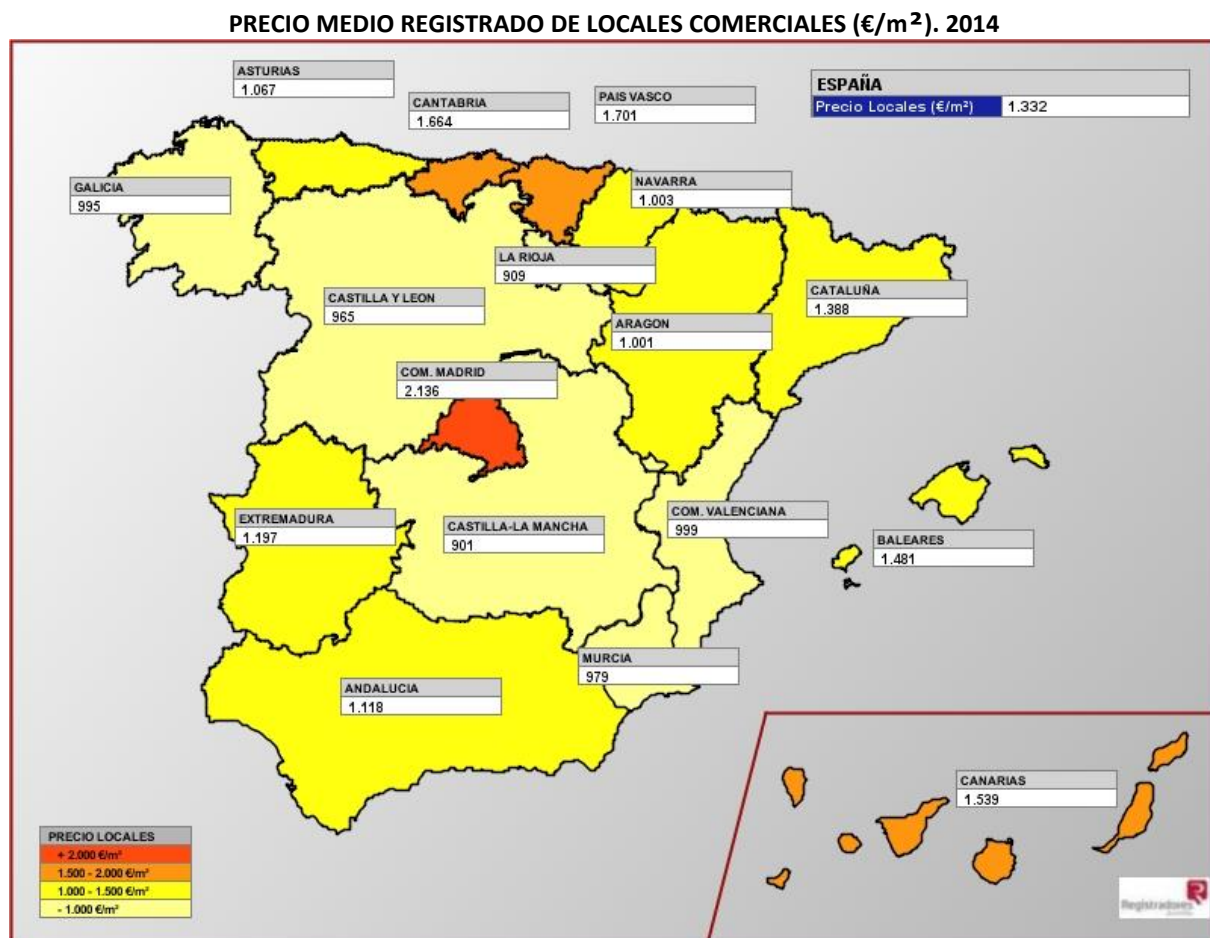 PRECIO MEDIO REGISTRADO DE LOCALES COMERCIALES (€/m²). 2014
ASTURIAS
1.067
CANTABRIA
1.664
PAIS VASCO
1.701
ESPAÑA
Precio Locales (€/m²) 1.332
GALICIA
995
NAVARRA
1.003
LA RIOJA
909
CASTILLA Y LEON
965
CATALUÑA
1.388
ARAGON
1.001
COM. MADRID
2.136
EXTREMADURA
1.197
CASTILLA-LA MANCHA
901
COM. VALENCIANA
999
BALEARES
1.481
MURCIA
979
ANDALUCIA
1.118
CANARIAS
1.539
PRECIO LOCALES
+ 2.000 €/m²
1.500 - 2.000 €/m²
1.000 - 1.500 €/m²
- 1.000 €/m²
Registradores